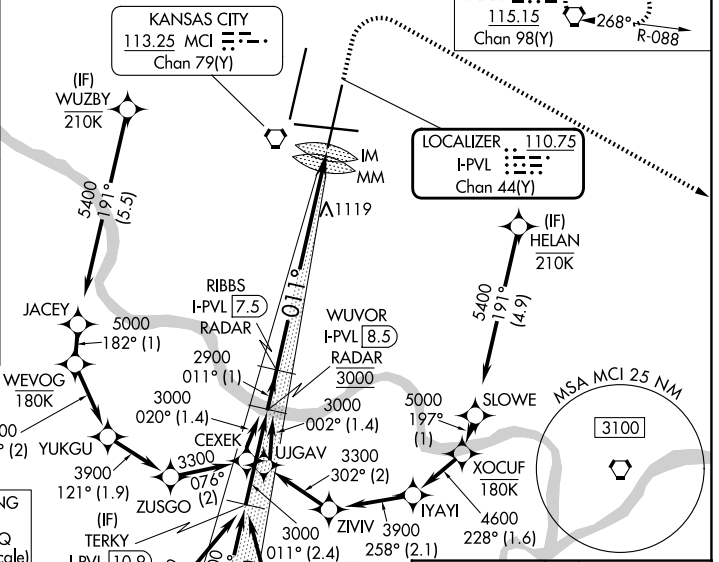 KANSAS CITY
113.25 MCI
Chan 79(Y)
115.15
Chan 98(Y)
268°
R-088
(IF)
WUZBY
210K
5400
191°
(5.5)
IM
MM
1119
LOCALIZER 110.75
I-PVL
Chan 44(Y)
(IF)
HELAN
210K
5400
191°
(4.9)
011°
RIBBS
I-PVL 7.5
RADAR
WUVOR
I-PVL 8.5
RADAR
3000
JACEY
5000
182° (1)
WEVOG
180K
2900
011° (1)
3000
020° (1.4)
3000
002° (1.4)
MSA MCI 25 NM
3100
SLOWE
5000
197°
(1)
XOCUF
180K
YUKGU
3900
121° (1.9)
ZUSGO
3300
076°
(2)
CEXEK
UJGAV
3300
302° (2)
ZIVIV
3900
258° (2.1)
IYAYI
4600
228° (1.6)
(IF)
TERKY
I-PVL 10.9
3000
011° (2.4)